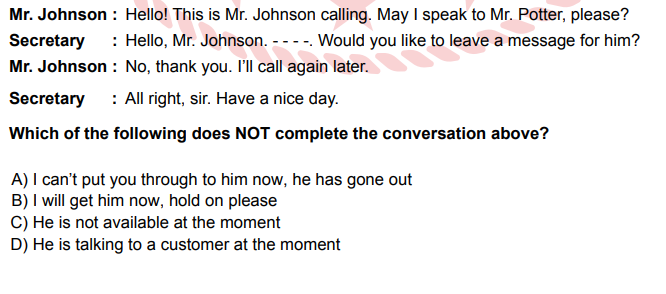 Mr. Johnson : Hello! This is Mr. Johnson calling. May I speak to Mr. Potter, please?
Secretary : Hello, Mr. Johnson. - - - -. Would you like to leave a message for him?
Mr. Johnson : No, thank you. I'll call again later.
Secretary : All right, sir. Have a nice day.
Which of the following does NOT complete the conversation above?
A) I can't put you through to him now, he has gone out
B) I will get him now, hold on please
C) He is not available at the moment
D) He is talking to a customer at the moment